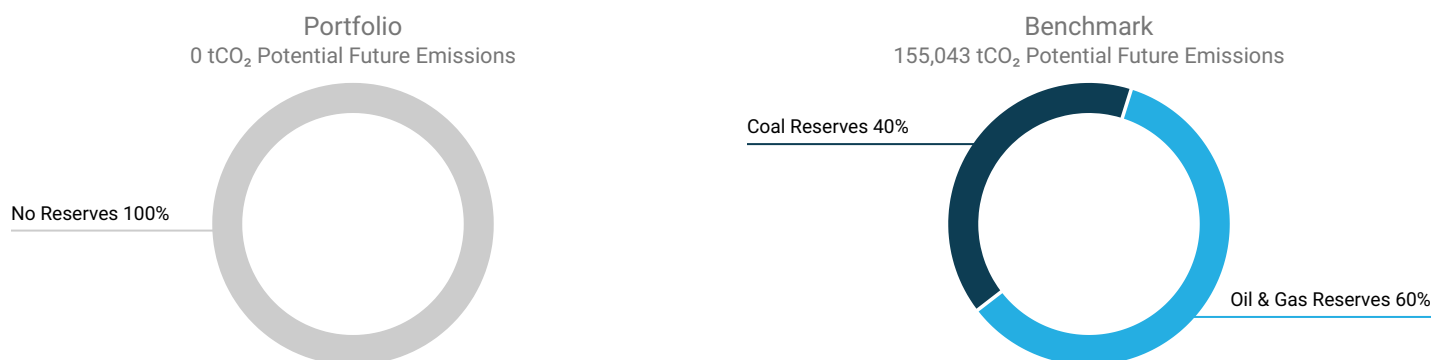 Portfolio
0 tCO₂ Potential Future Emissions
No Reserves 100%
Benchmark
155,043 tCO₂ Potential Future Emissions
Coal Reserves 40%
Oil & Gas Reserves 60%